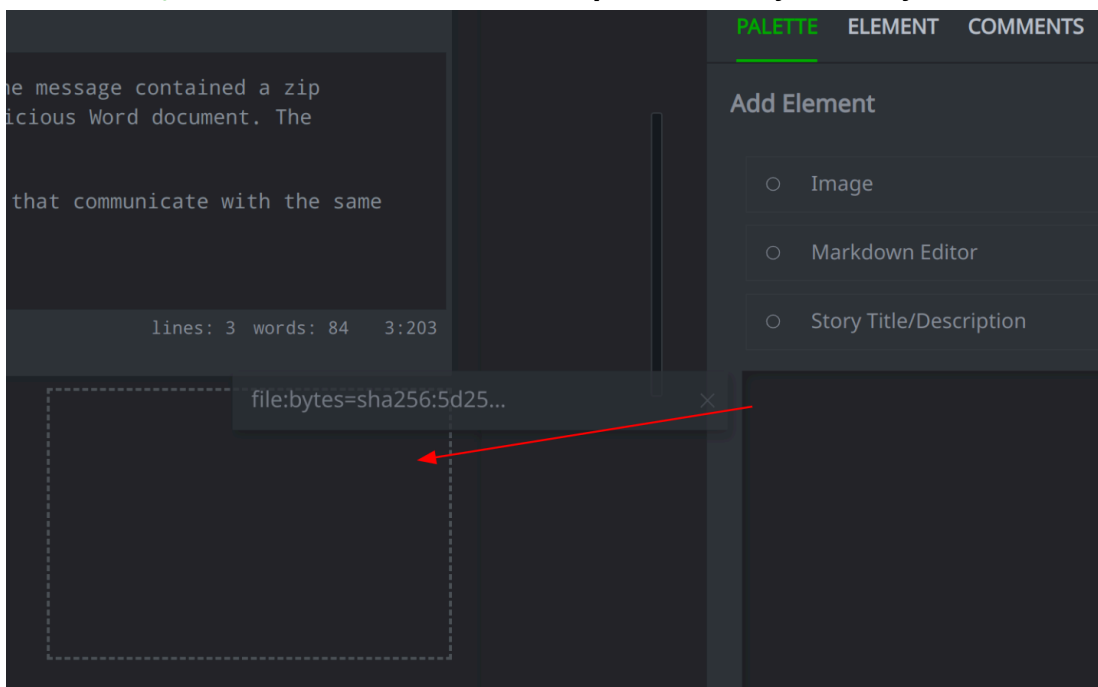 PALETTE ELEMENT COMMENTS
he message contained a zip
icious Word document. The
that communicate with the same
lines: 3 words: 84 3:203
Add Element
Image
Markdown Editor
Story Title/Description
file:bytes=sha256:5d25...